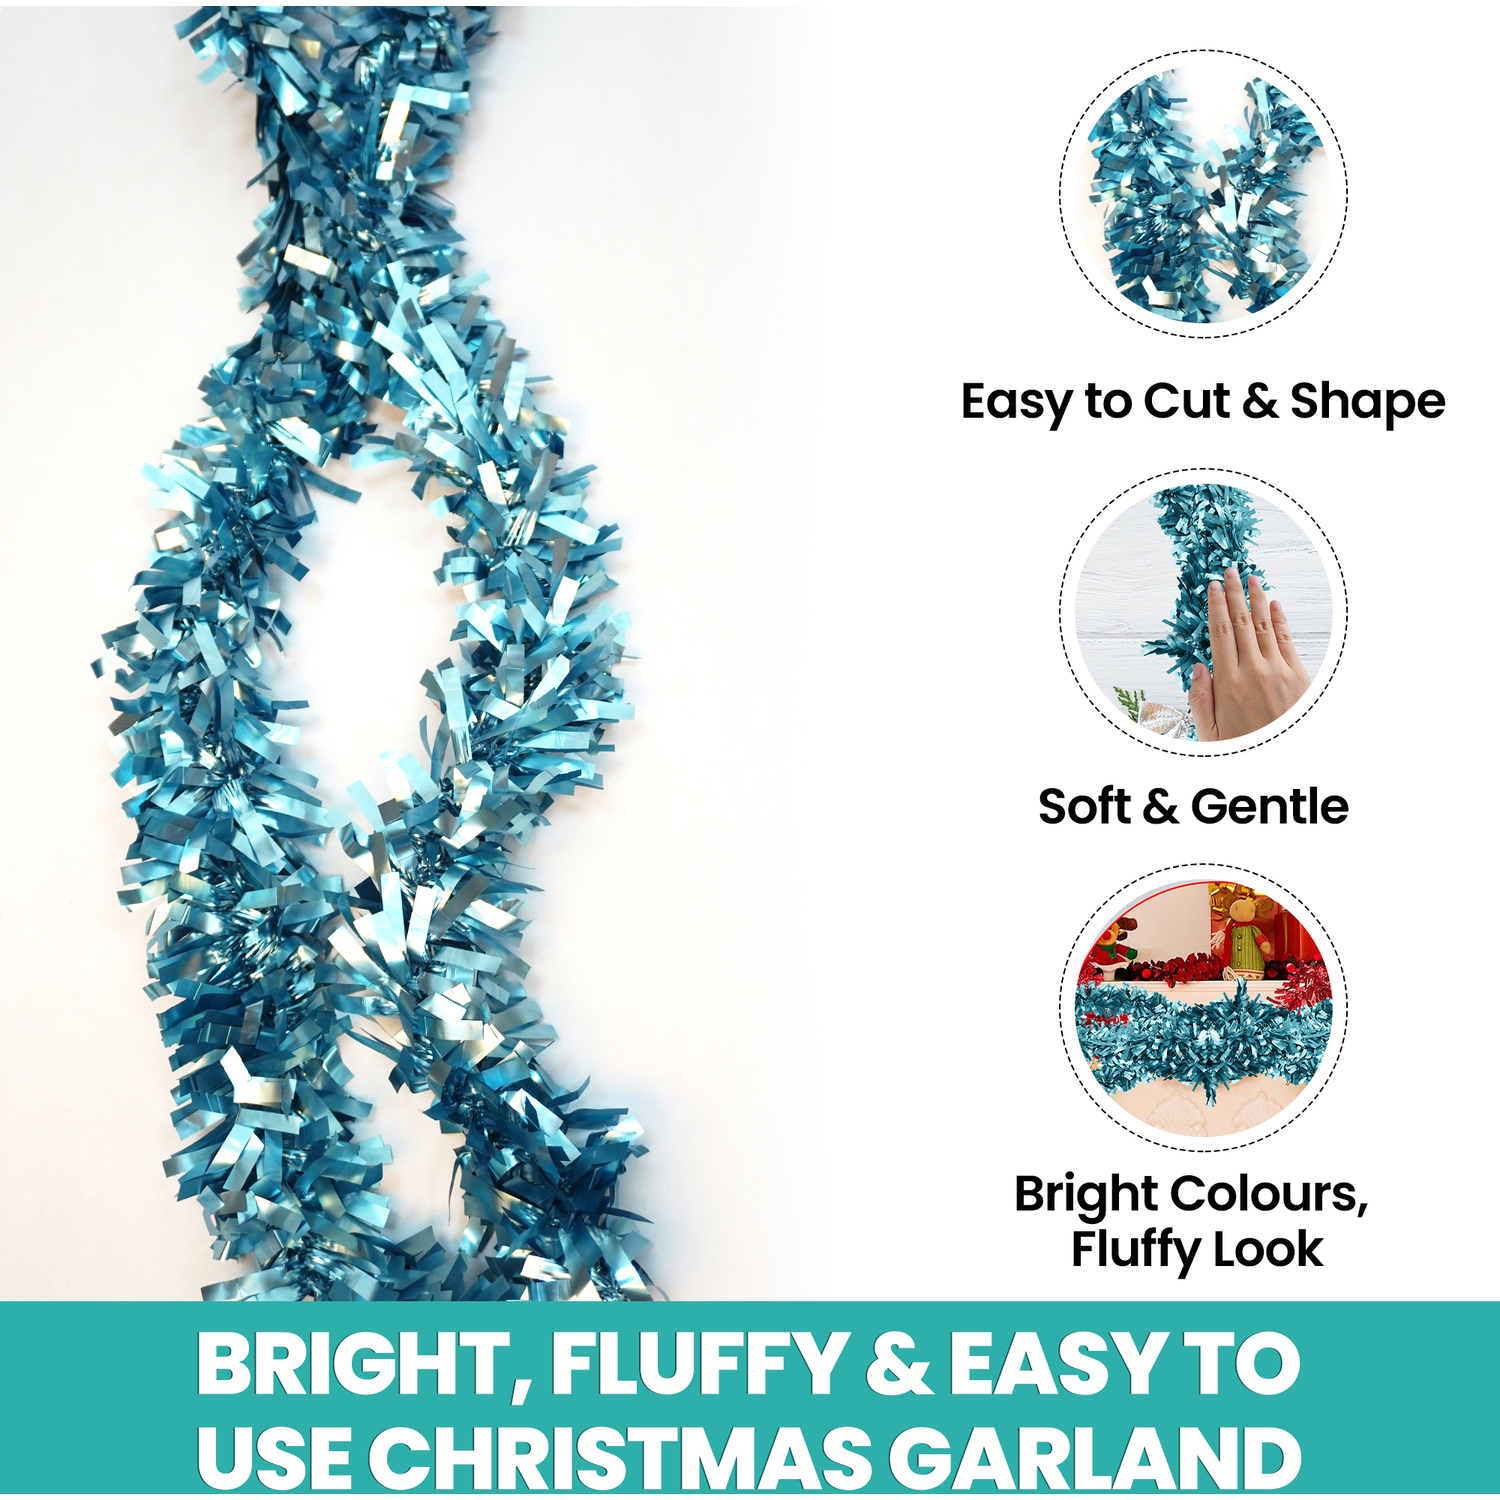 Easy to Cut & Shape
Soft & Gentle
Bright Colours,
Fluffy Look
BRIGHT, FLUFFY & EASY TO
USE CHRISTMAS GARLAND